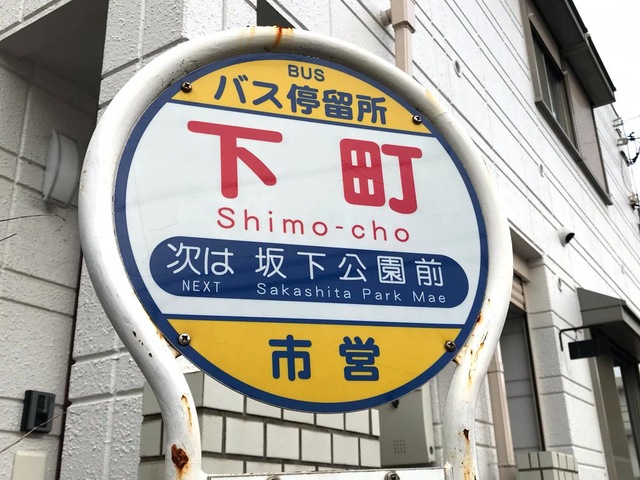 BUS
バス停留所
下町
Shimo-cho
次は 坂下公園前
NEXT Sakashita Park Mae
市営